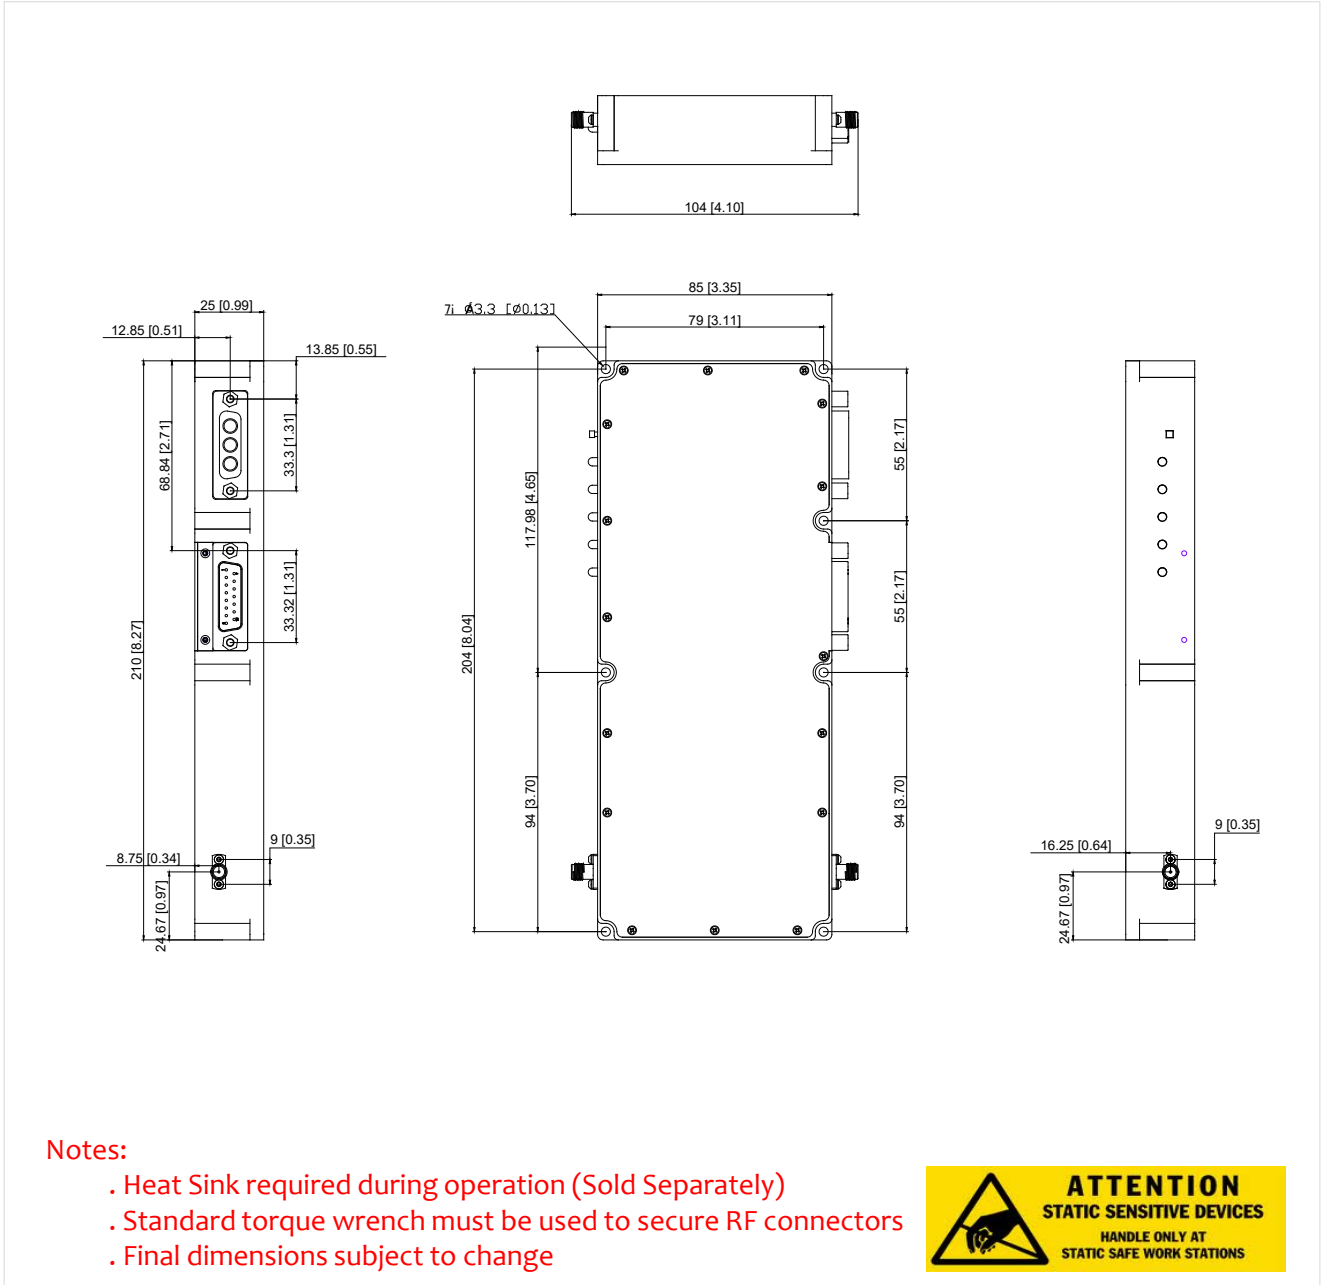 104 [4.10]
85 [3.35]
79 [3.11]
7i Ø3.3 [Ø0.13]
25 [0.99]
12.85 [0.51]
13.85 [0.55]
68.84 [2.71]
33.3 [1.31]
33.32 [1.31]
210 [8.27]
8.75 [0.34]
9 [0.35]
24.67 [0.97]
117.98 [4.65]
204 [8.04]
94 [3.70]
55 [2.17]
55 [2.17]
94 [3.70]
16.25 [0.64]
9 [0.35]
24.67 [0.97]
Notes:
. Heat Sink required during operation (Sold Separately)
. Standard torque wrench must be used to secure RF connectors
. Final dimensions subject to change
ATTENTION
STATIC SENSITIVE DEVICES
HANDLE ONLY AT
STATIC SAFE WORK STATIONS